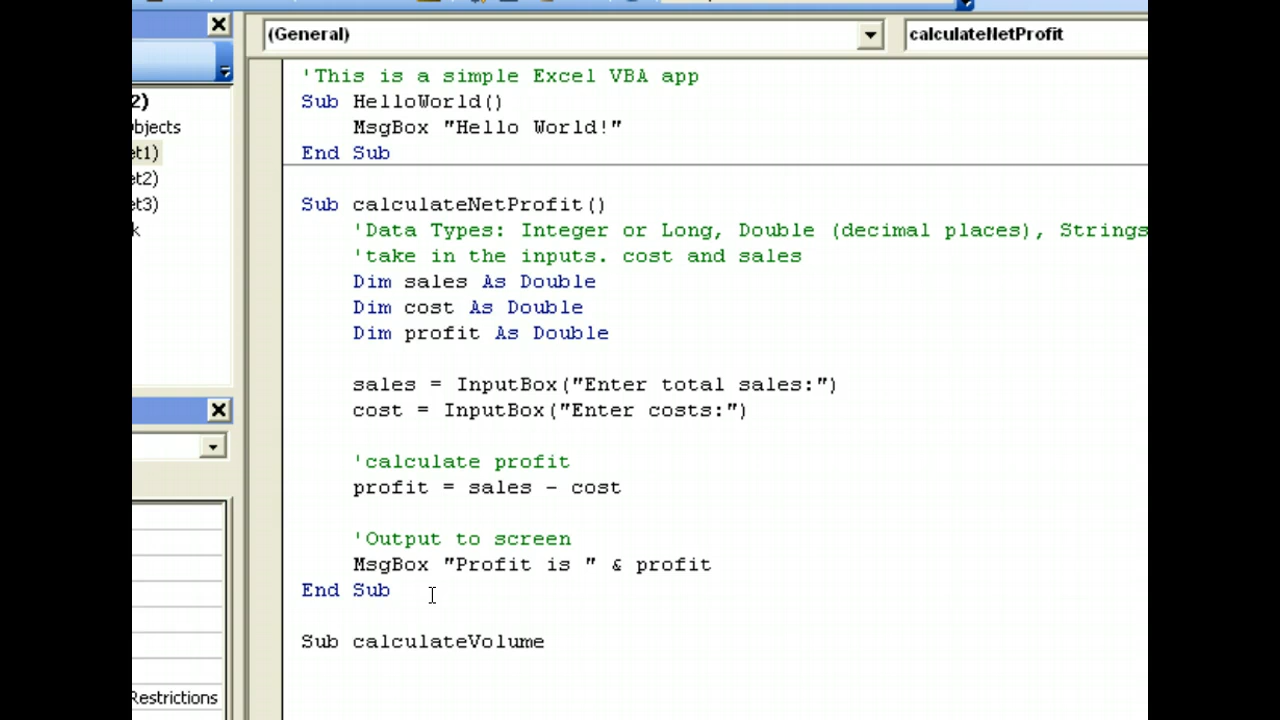 (General)
calculateNetProfit
2)
bjects
et1)
et2)
et3)
k
Restrictions
'This is a simple Excel VBA app
Sub HelloWorld()
MsgBox "Hello World!"
End Sub
Sub calculateNetProfit()
'Data Types: Integer or Long, Double (decimal places), Strings
'take in the inputs. cost and sales
Dim sales As Double
Dim cost As Double
Dim profit As Double
sales = InputBox("Enter total sales:")
cost = InputBox("Enter costs:")
'calculate profit
profit = sales - cost
'Output to screen
MsgBox "Profit is " & profit
End Sub
Sub calculateVolume